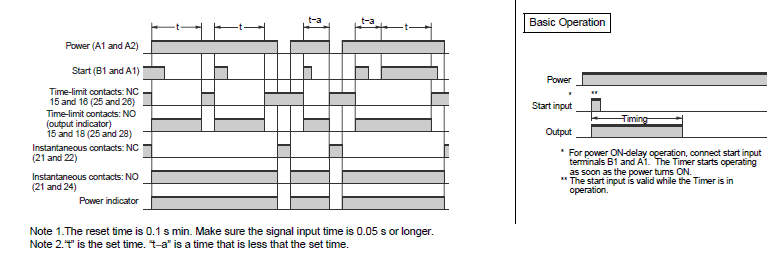 t
t
t-a
t-a
t
Power (A1 and A2)
Start (B1 and A1)
Time-limit contacts: NC
15 and 16 (25 and 26)
Time-limit contacts: NO
(output indicator)
15 and 18 (25 and 28)
Instantaneous contacts: NC
(21 and 22)
Instantaneous contacts: NO
(21 and 24)
Power indicator
Note 1.The reset time is 0.1 s min. Make sure the signal input time is 0.05 s or longer.
Note 2."t" is the set time. "t–a" is a time that is less that the set time.
Basic Operation
Power
* **
Start input
Timing
Output
* For power ON-delay operation, connect start input
terminals B1 and A1. The Timer starts operating
as soon as the power turns ON.
** The start input is valid while the Timer is in
operation.